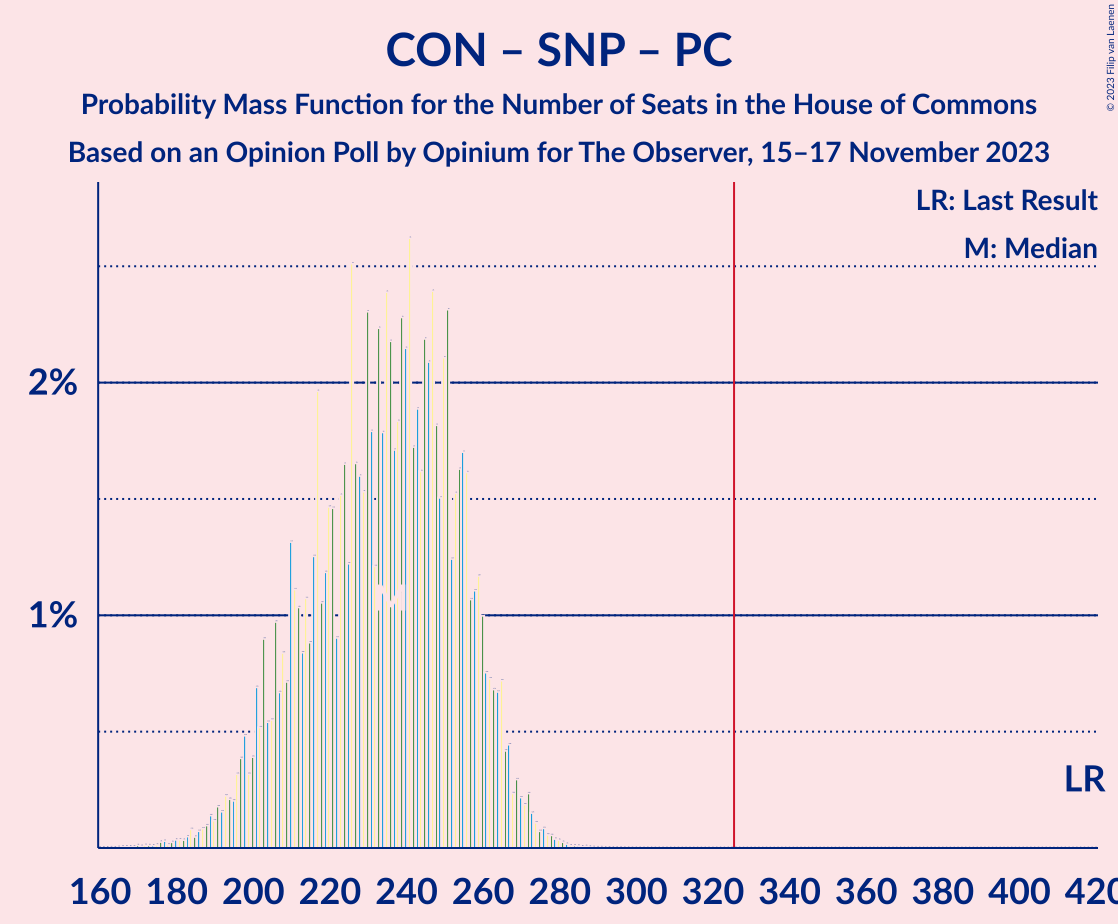 CON – SNP – PC
Probability Mass Function for the Number of Seats in the House of Commons
Based on an Opinion Poll by Opinium for The Observer, 15–17 November 2023
© 2023 Filip van Laenen
LR: Last Result
M: Median
2%
1%
M
LR
160 180 200 220 240 260 280 300 320 340 360 380 400 420